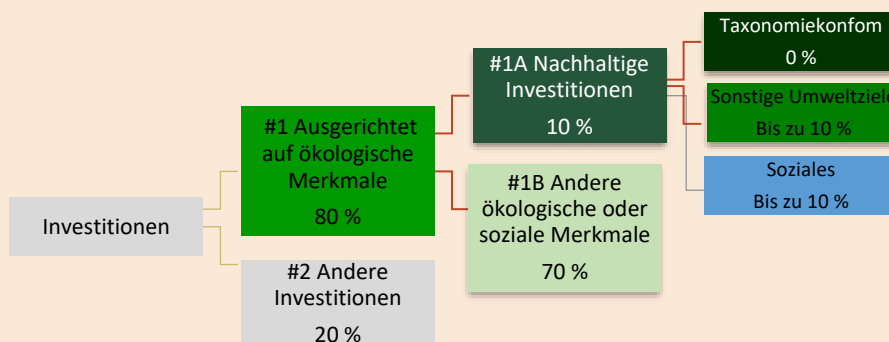 Investitionen
#1 Ausgerichtet
auf ökologische
Merkmale
80 %
#2 Andere
Investitionen
20 %
#1A Nachhaltige
Investitionen
10 %
#1B Andere
ökologische oder
soziale Merkmale
70 %
Taxonomiekonfom
0 %
Sonstige Umweltziele
Bis zu 10 %
Soziales
Bis zu 10 %